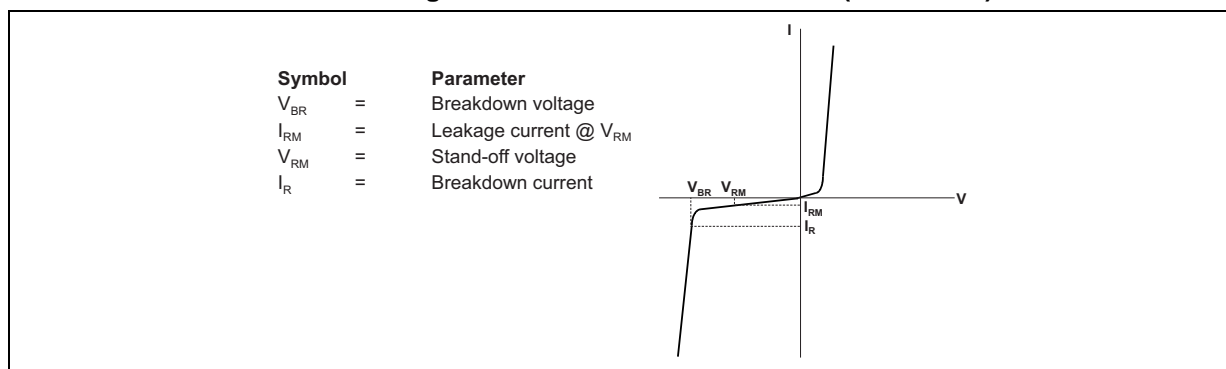 Symbol Parameter
V_BR = Breakdown voltage
I_RM = Leakage current @ V_RM
V_RM = Stand-off voltage
I_R = Breakdown current
I
V_BR V_RM
V
I_RM
I_R